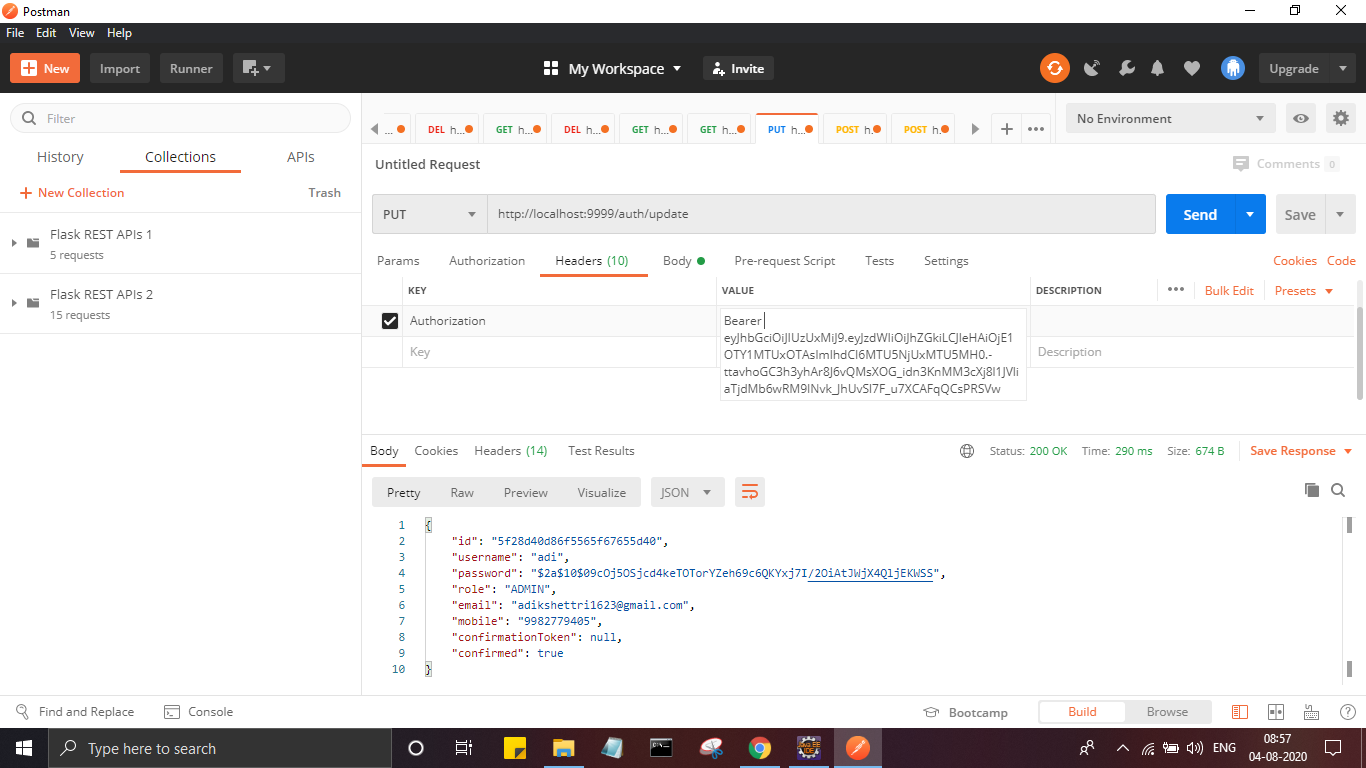 Postman
File Edit View Help
New Import Runner My Workspace Invite Upgrade
Filter
History Collections APIs
New Collection Trash
Flask REST APIs 1
5 requests
Flask REST APIs 2
15 requests
... DEL h... GET h... DEL h... GET h... GET h... PUT h... POST h. POST h. No Environment
Untitled Request Comments 0
PUT http://localhost:9999/auth/update Send Save
Params Authorization Headers (10) Body Pre-request Script Tests Settings Cookies Code
KEY VALUE DESCRIPTION Bulk Edit Presets
Authorization Bearer
Key Description
Body Cookies Headers (14) Test Results Status: 200 OK Time: 290 ms Size: 674 B Save Response
Pretty Raw Preview Visualize JSON
1 {
2 "id": "5f28d40d86f5565f67655d40",
3 "username": "adi",
4 "password":
5 "role": "ADMIN",
6 "email": "adikshettri1623@gmail.com",
7 "mobile": "9982779405",
8 "confirmationToken": null,
9 "confirmed": true
10 }
Find and Replace Console Bootcamp Build Browse
Type here to search ENG 08:57
04-08-2020